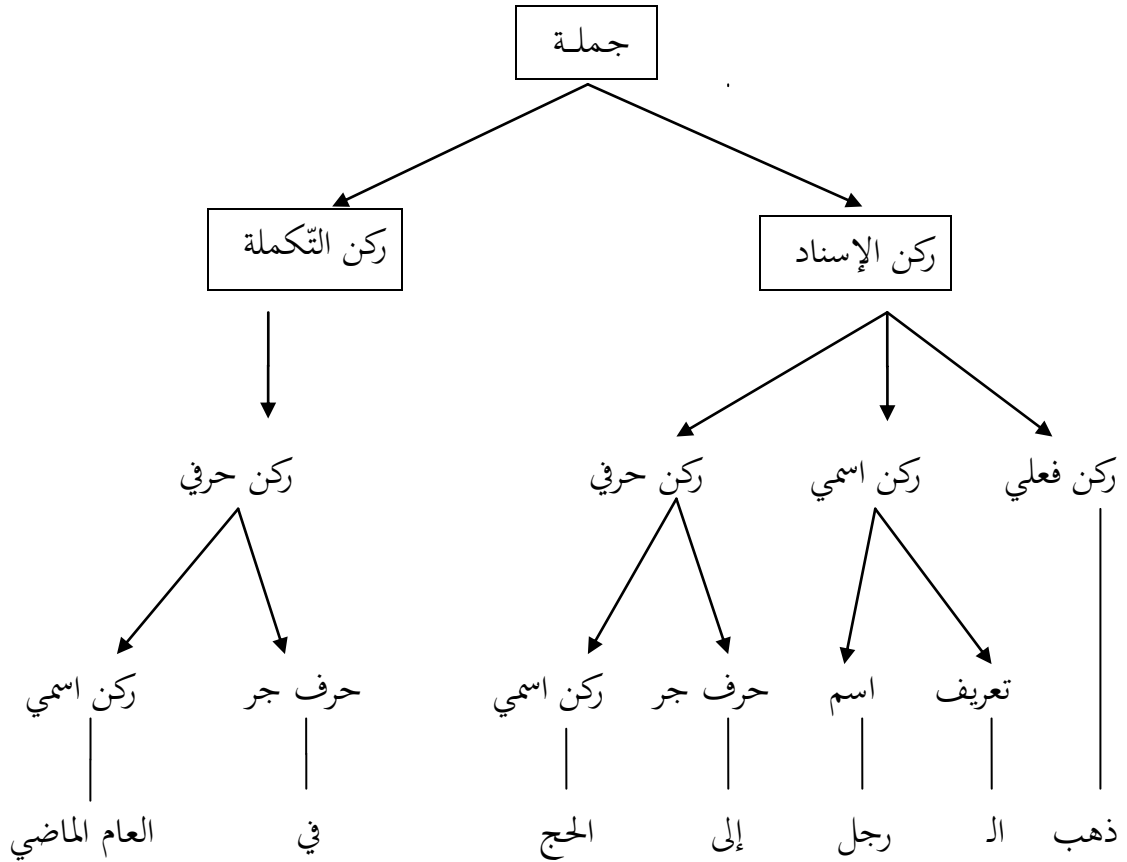 جملـة
ركن الإسناد ركن التّكملة
ركن فعلي ركن اسمي ركن حرفي ركن حرفي
تعريف اسم حرف جر ركن اسمي حرف جر ركن اسمي
ذهب الـ رجل إلى الحج في العام الماضي